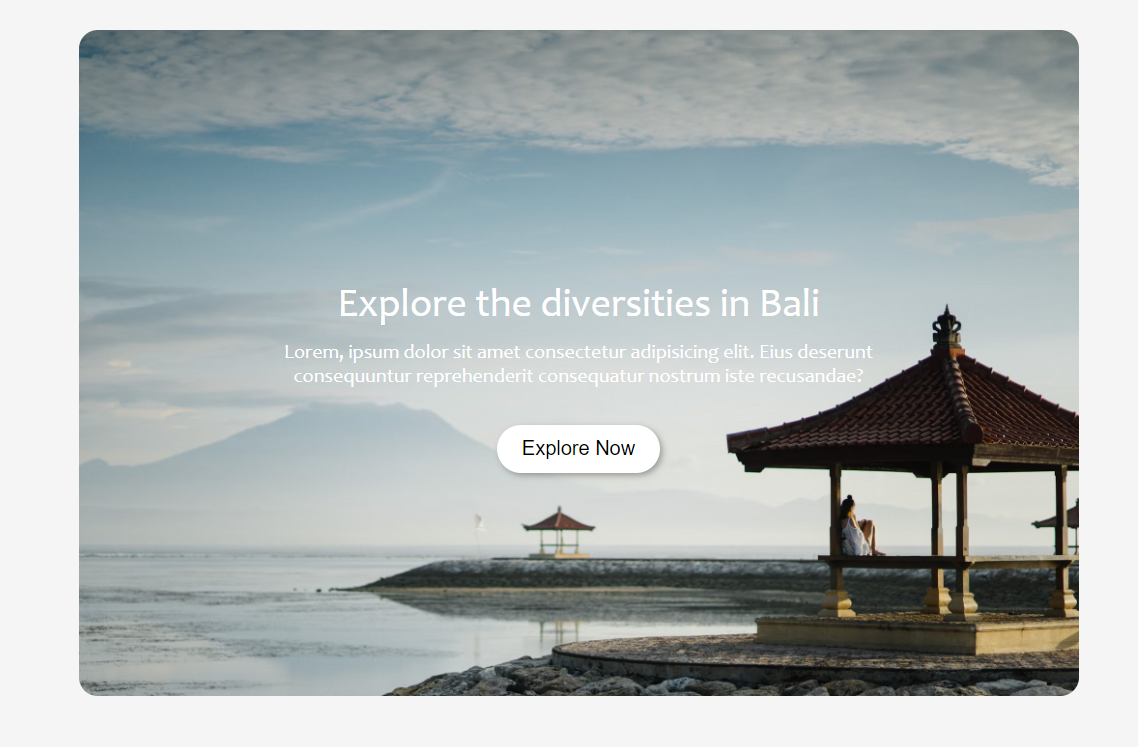 Explore the diversities in Bali
Lorem, ipsum dolor sit amet consectetur adipisicing elit. Eius deserunt
consequuntur reprehenderit consequatur nostrum iste recusandae?
Explore Now